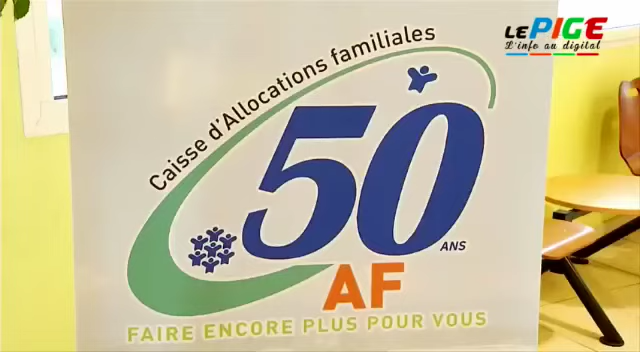 LE PIGE
L'info au digital
Caisse d'Allocations familiales
50
ANS
AF
FAIRE ENCORE PLUS POUR VOUS